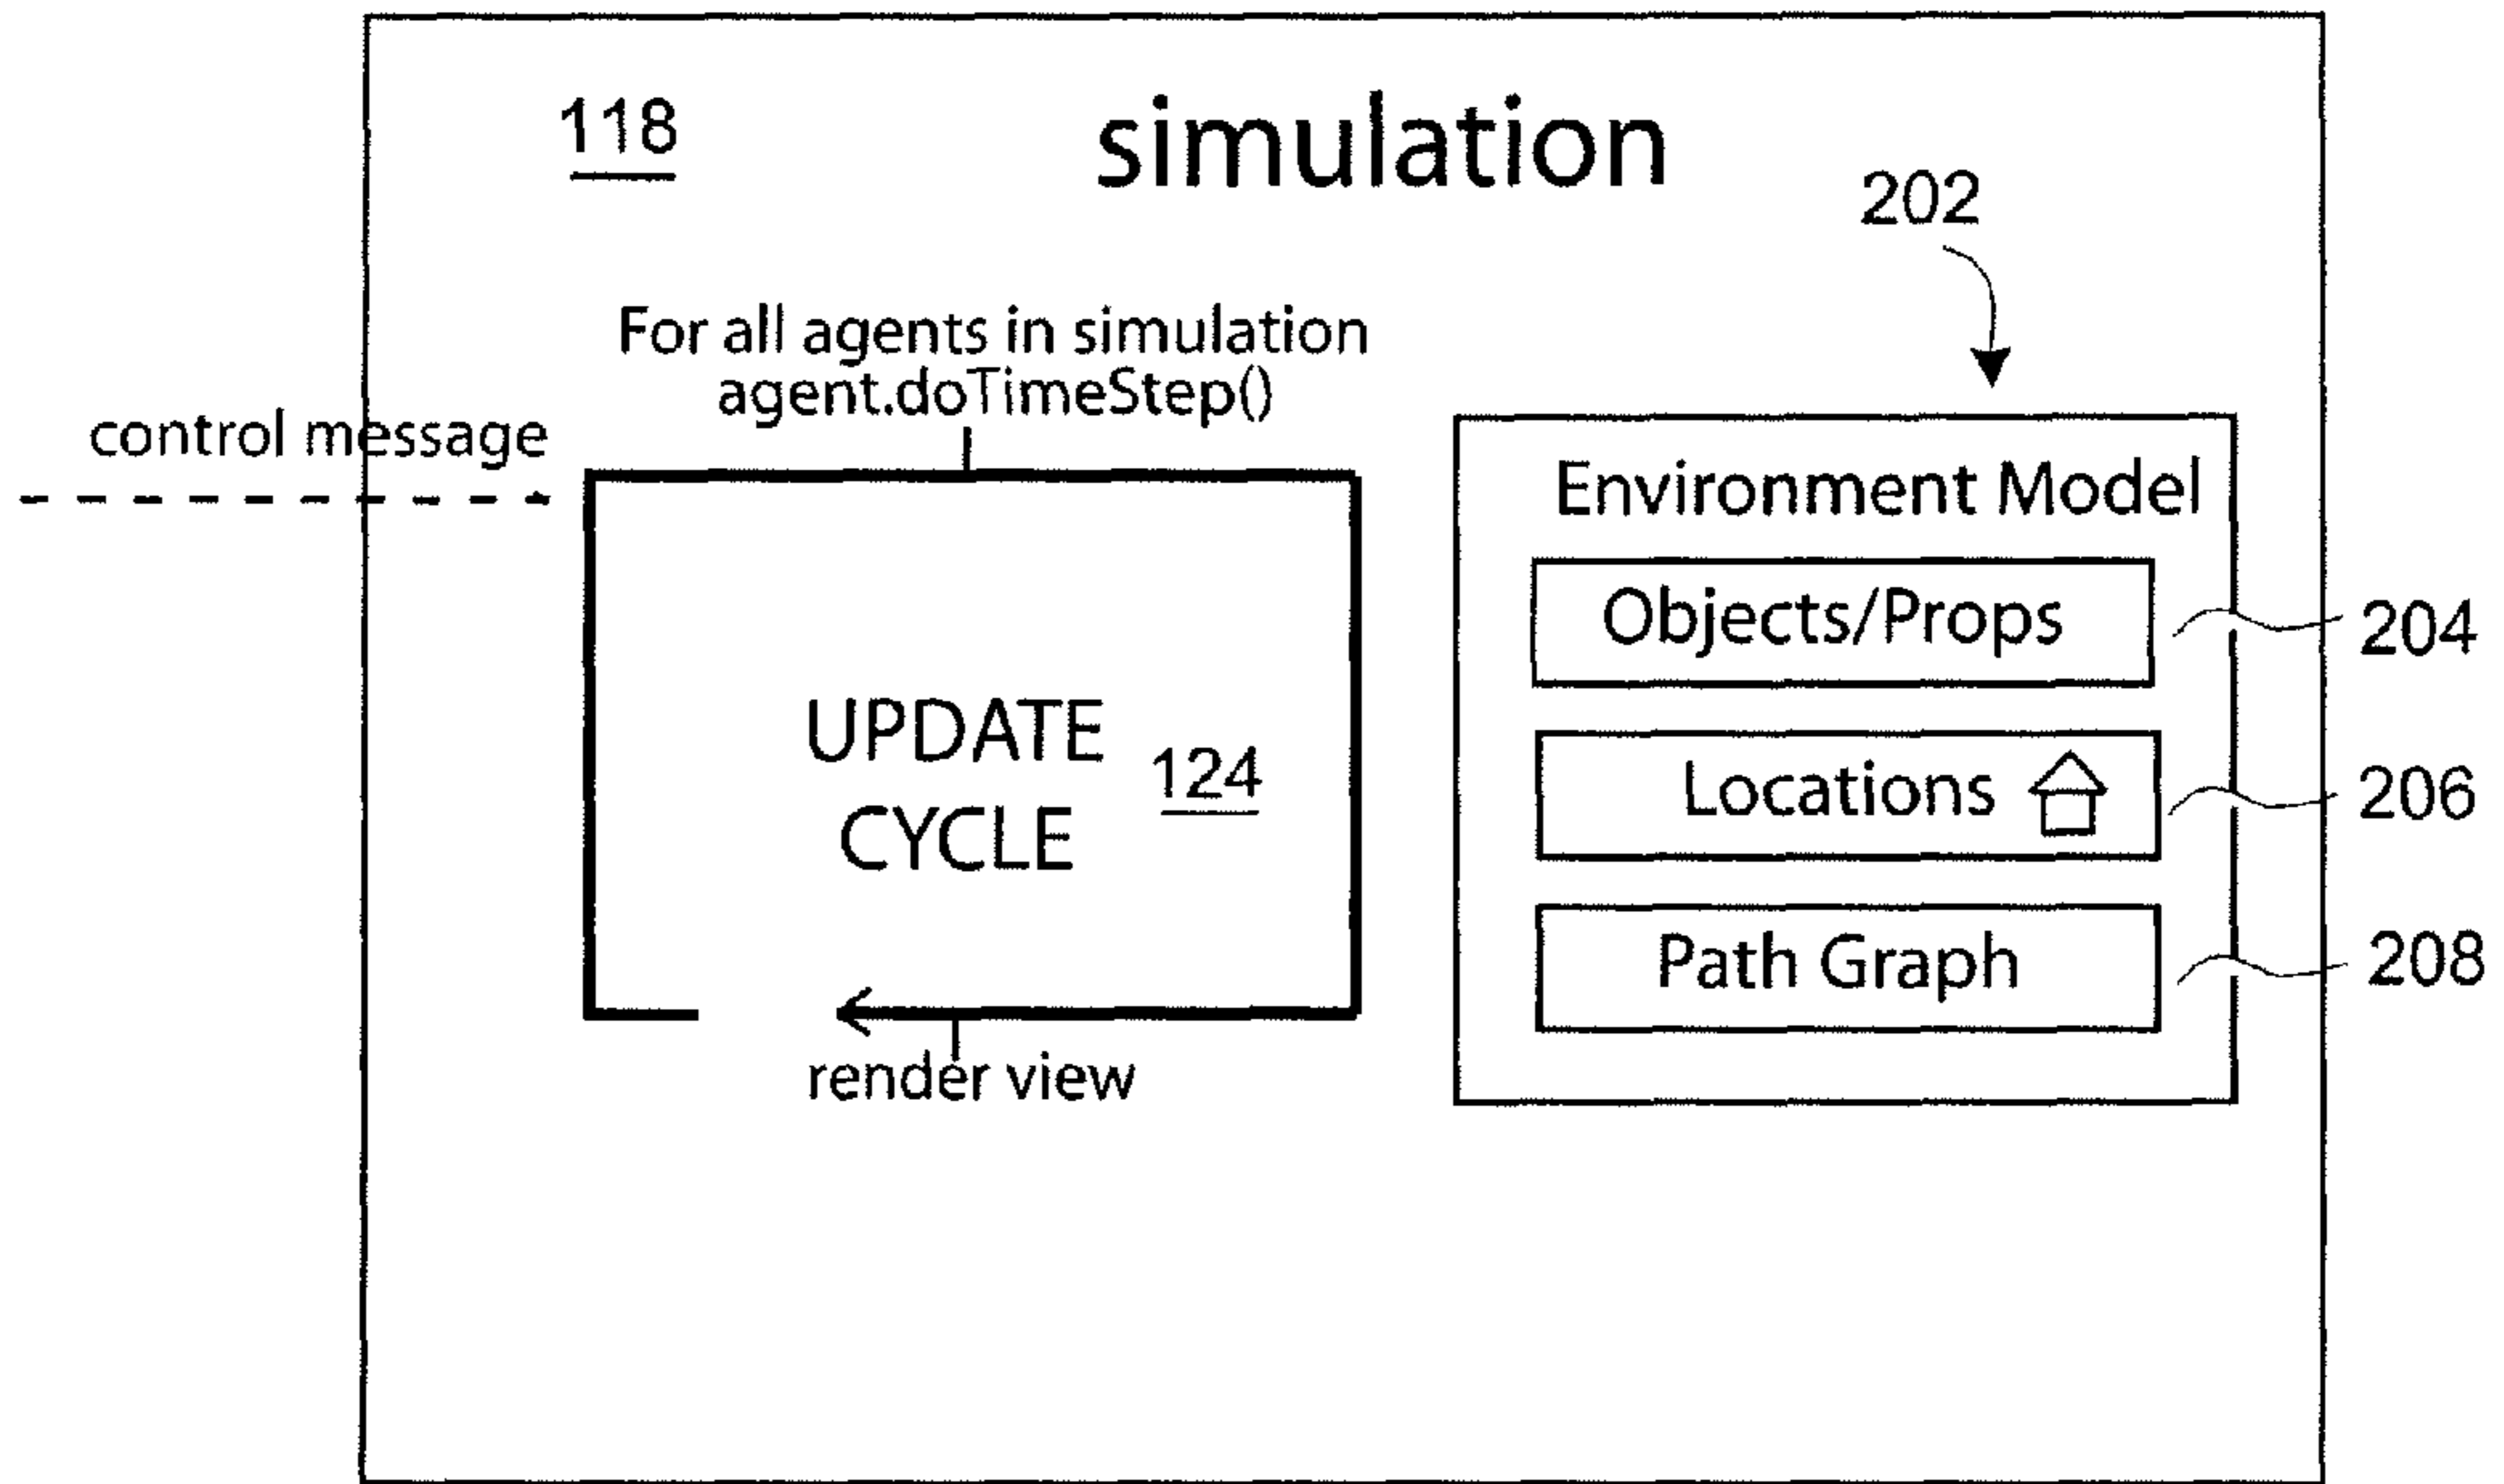 118
simulation
202
For all agents in simulation
agent.doTimeStep()
control message
Environment Model
Objects/Props
204
UPDATE
CYCLE
124
Locations
206
Path Graph
208
render view